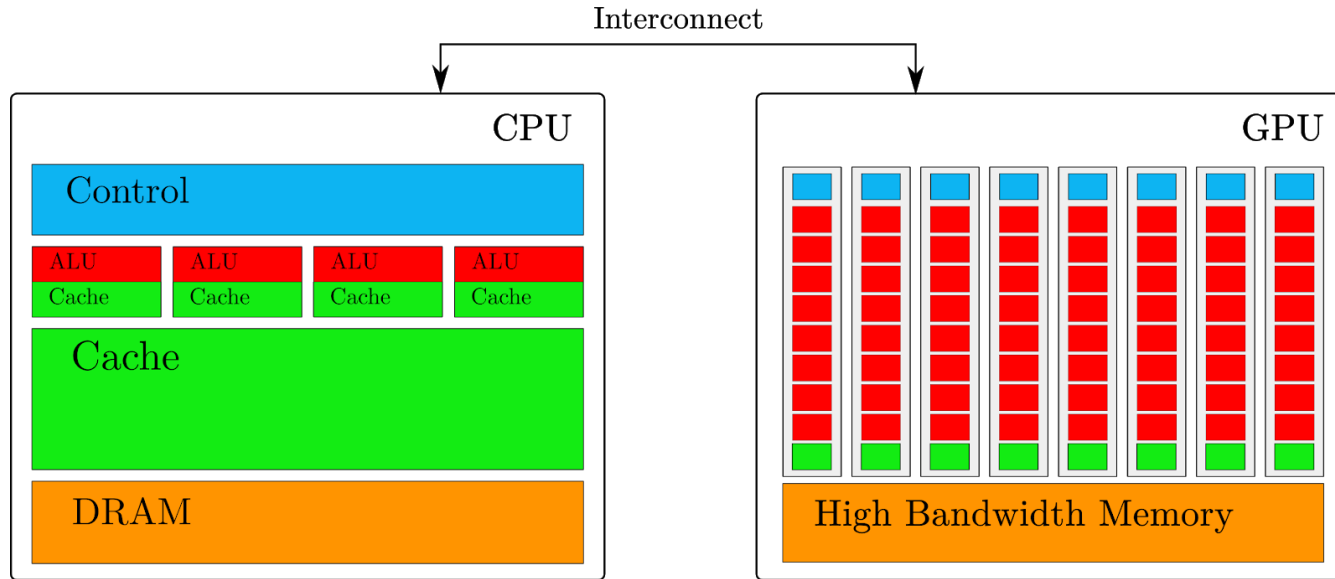 Interconnect
CPU
Control
ALU ALU ALU ALU
Cache Cache Cache Cache
Cache
DRAM
GPU
High Bandwidth Memory